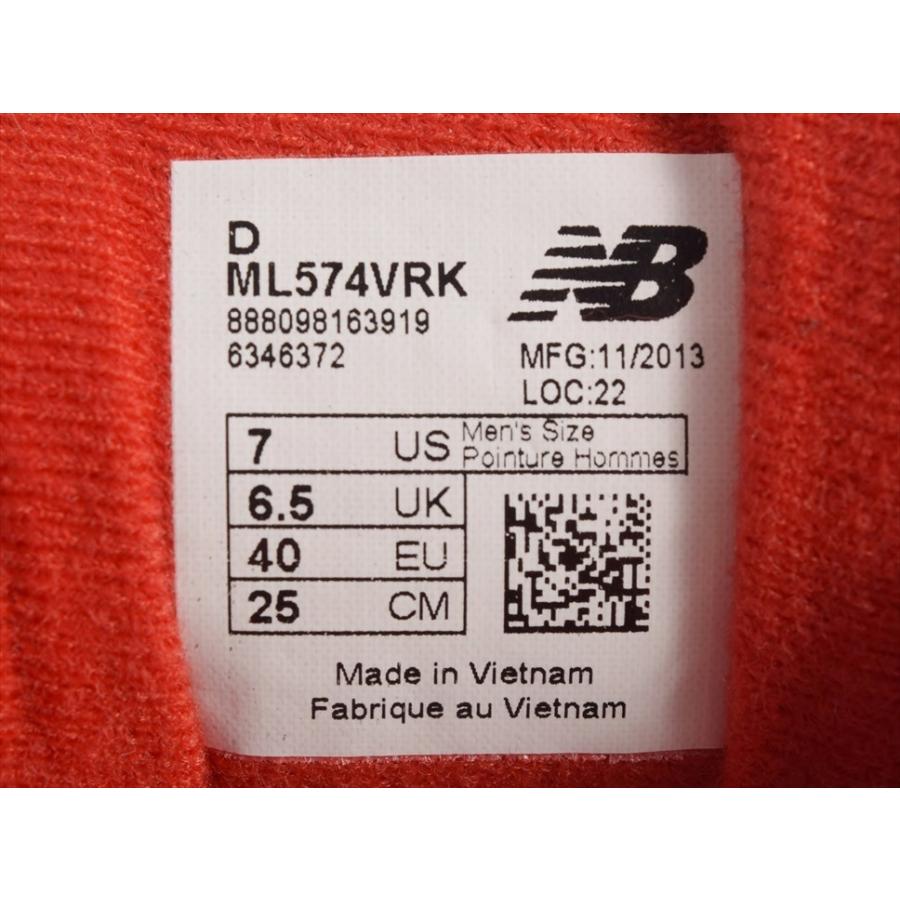 D
ML574VRK
888098163919
6346372
NB
MFG:11/2013
LOC:22
7 US Men's Size
Pointure Hommes
6.5 UK
40 EU
25 CM
Made in Vietnam
Fabrique au Vietnam